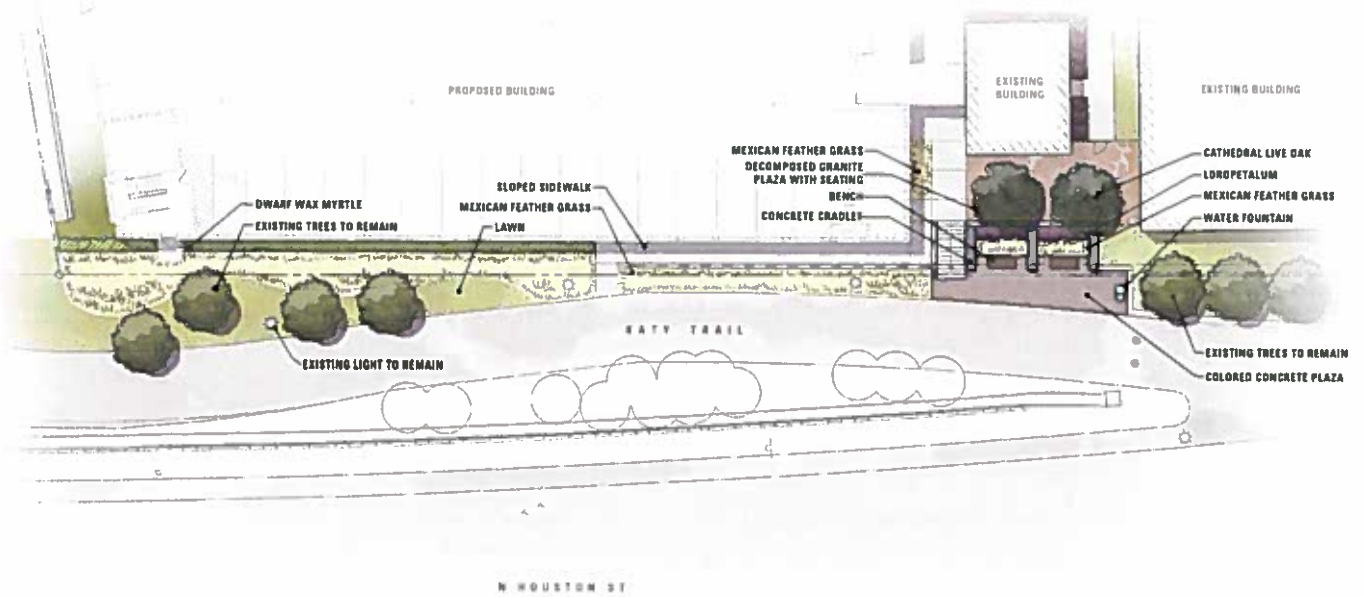 PROPOSED BUILDING
EXISTING
BUILDING
EXISTING BUILDING
MEXICAN FEATHER GRASS
DECOMPOSED GRANITE
PLAZA WITH SEATING
BENCH
CONCRETE CRADLE
CATHEDRAL LIVE OAK
LOROPETALUM
MEXICAN FEATHER GRASS
WATER FOUNTAIN
SLOPED SIDEWALK
MEXICAN FEATHER GRASS
LAWN
DWARF WAX MYRTLE
EXISTING TREES TO REMAIN
EXISTING LIGHT TO REMAIN
KATY TRAIL
EXISTING TREES TO REMAIN
COLORED CONCRETE PLAZA
N HOUSTON ST